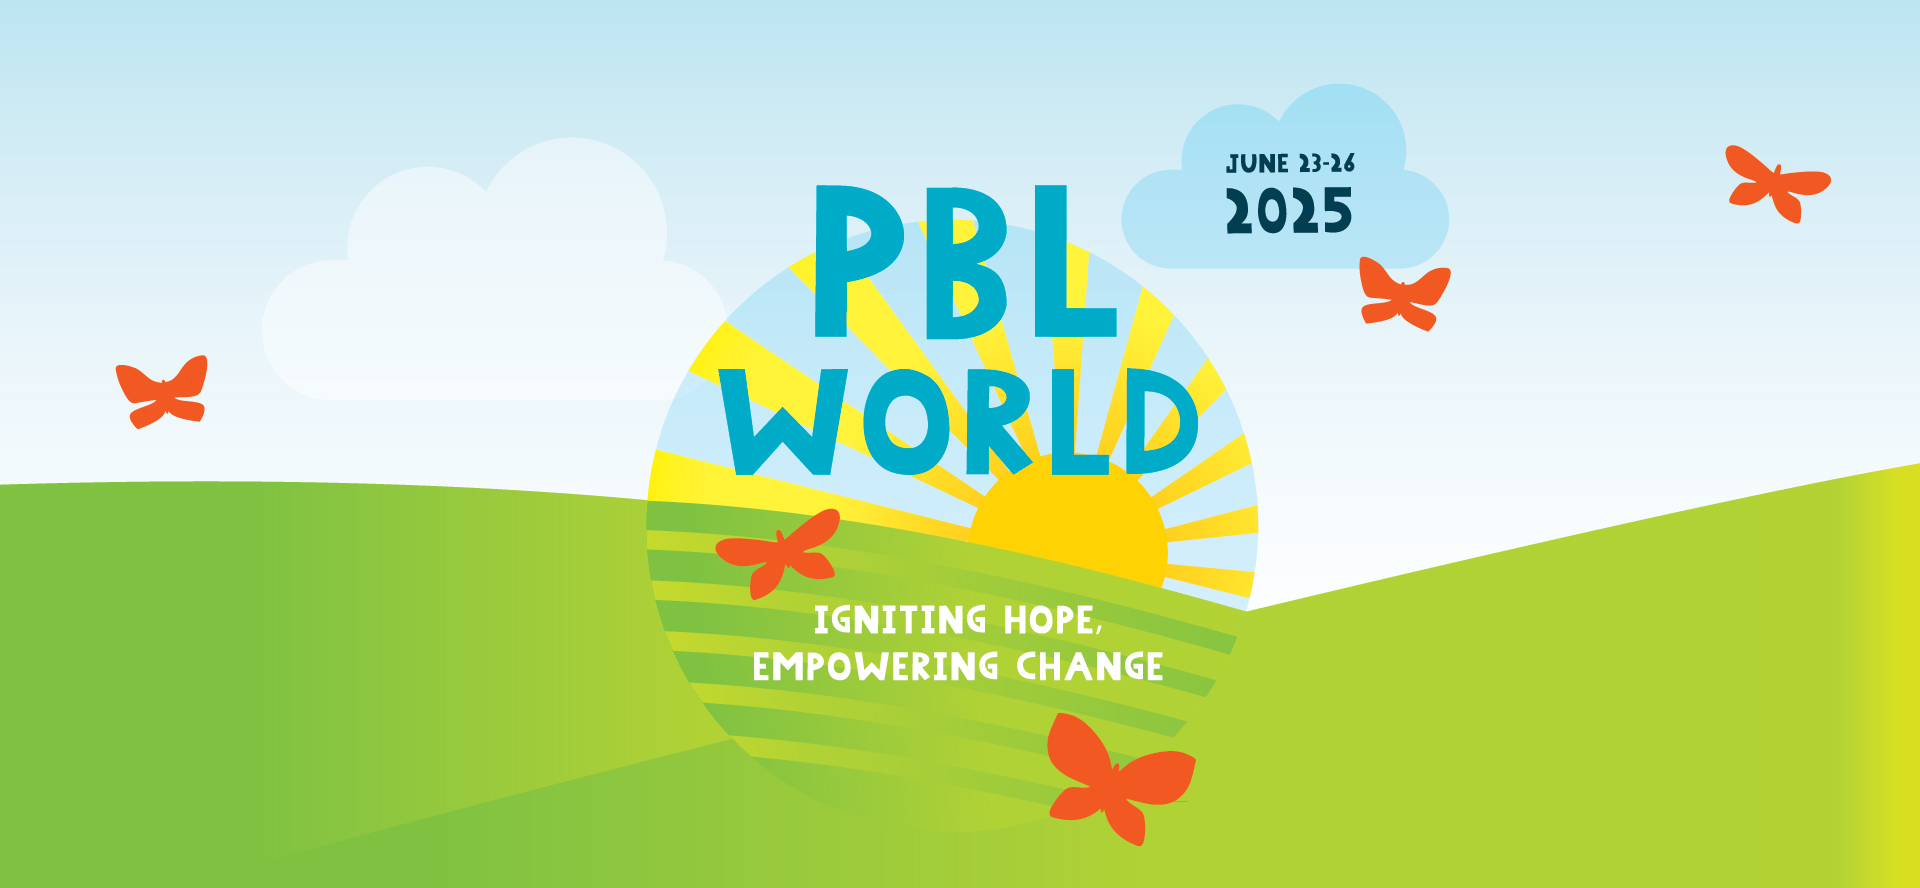 PBL
WORLD
JUNE 23-26
2025
IGNITING HOPE,
EMPOWERING CHANGE